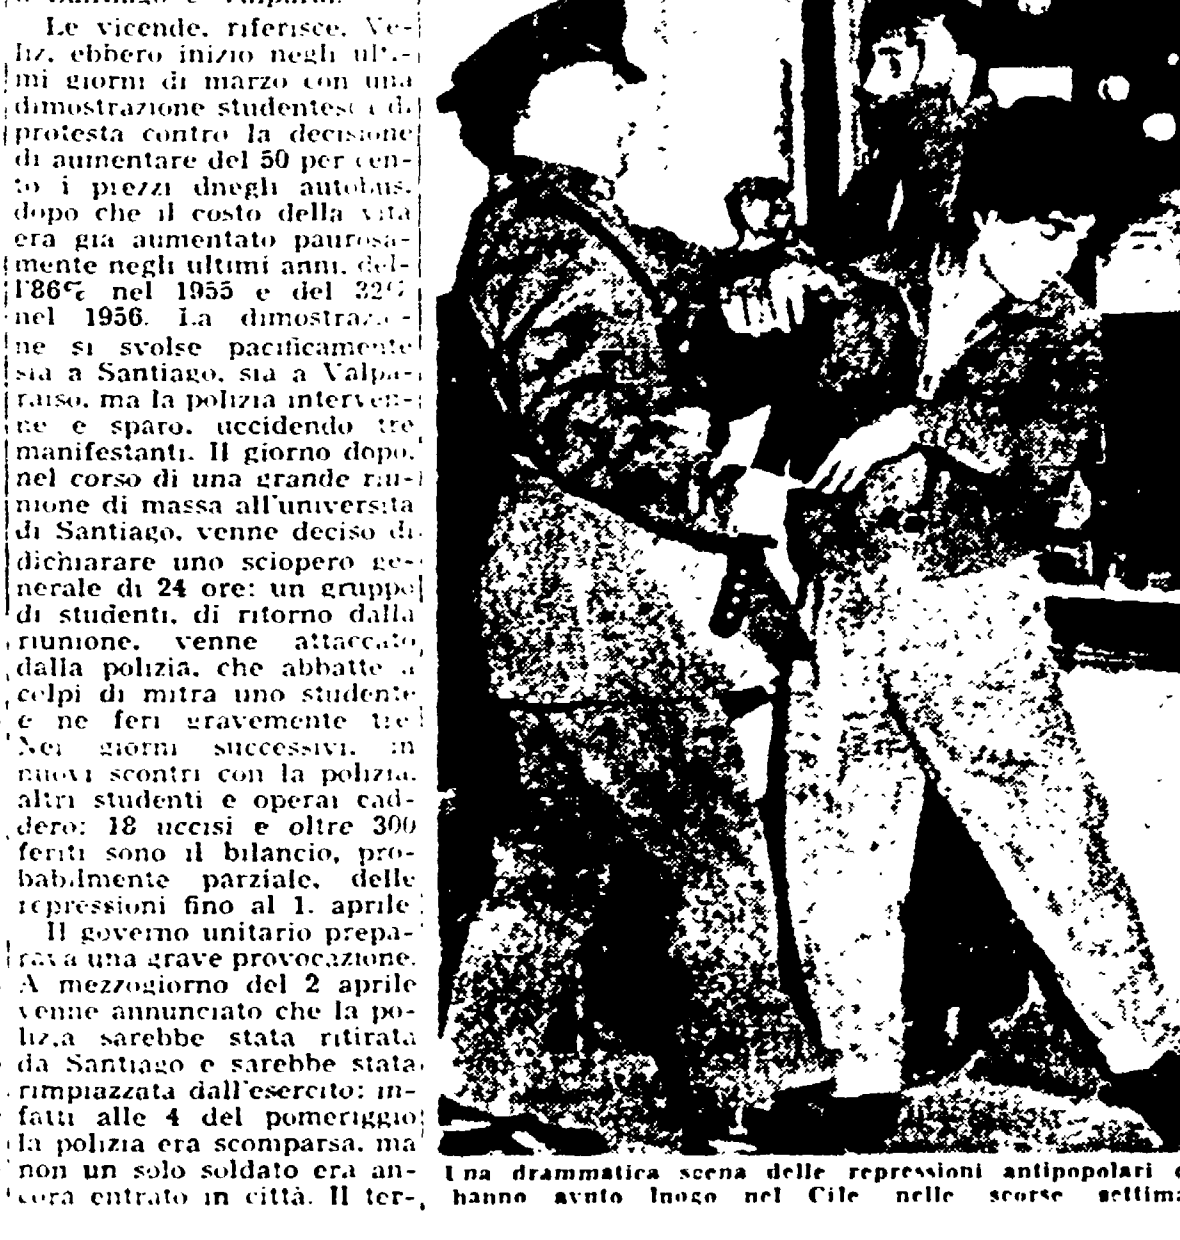 Santiago e Valparai-
Le vicende, riferisce, Ve-
liz, ebbero inizio negli ulti-
mi giorni di marzo con una
dimostrazione studentesca di
protesta contro la decisione
di aumentare del 50 per cen-
to i prezzi dnegli autobus,
dopo che il costo della vita
era già aumentato paurosa-
mente negli ultimi anni, del-
l'86% nel 1955 e del 32%
nel 1956. La dimostrazio-
ne si svolse pacificamente
sia a Santiago, sia a Valpa-
raiso, ma la polizia interven-
ne e sparò, uccidendo tre
manifestanti. Il giorno dopo,
nel corso di una grande riu-
nione di massa all'università
di Santiago, venne deciso di
dichiarare uno sciopero ge-
nerale di 24 ore; un gruppo
di studenti, di ritorno dalla
riunione, venne attaccato
dalla polizia, che abbattè a
colpi di mitra uno studente
e ne ferì gravemente tre
Nei giorni successivi, in
nuovi scontri con la polizia,
altri studenti e operai cad-
dero: 18 uccisi e oltre 300
feriti sono il bilancio, pro-
babilmente parziale, delle
repressioni fino al 1. aprile
Il governo unitario prepa-
rava una grave provocazione.
A mezzogiorno del 2 aprile
venne annunciato che la po-
lizia sarebbe stata ritirata
da Santiago e sarebbe stata
rimpiazzata dall'esercito; in-
fatti alle 4 del pomeriggio
la polizia era scomparsa, ma
non un solo soldato era an-
cora entrato in città. Il ter-
Una drammatica scena delle repressioni antipopolari
hanno avuto luogo nel Cile nelle scorse settima